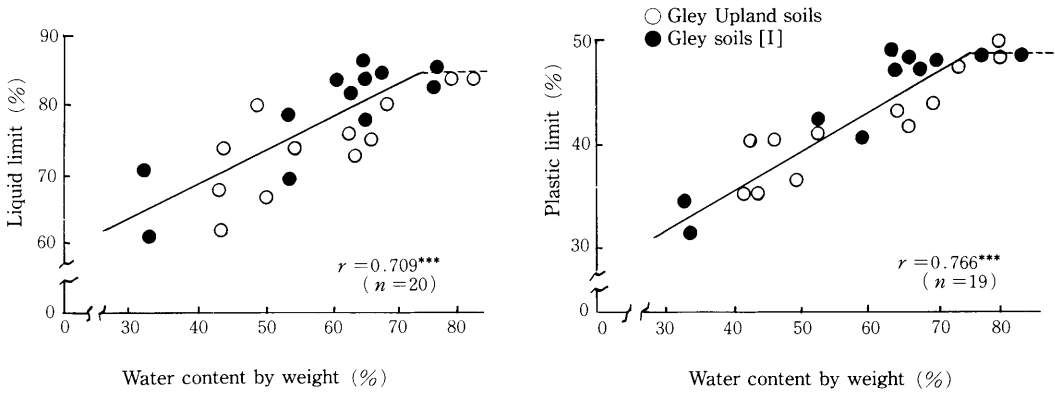 ○ Gley Upland soils
● Gley soils [I]
90
80
70
60
0
Liquid limit (%)
r = 0.709***
( n = 20)
0 30 40 50 60 70 80
Water content by weight (%)
50
40
30
0
Plastic limit (%)
r = 0.766***
( n = 19)
0 30 40 50 60 70 80
Water content by weight (%)